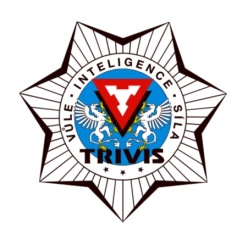 VŮLE · INTELIGENCE · SÍLA
TRIVIS